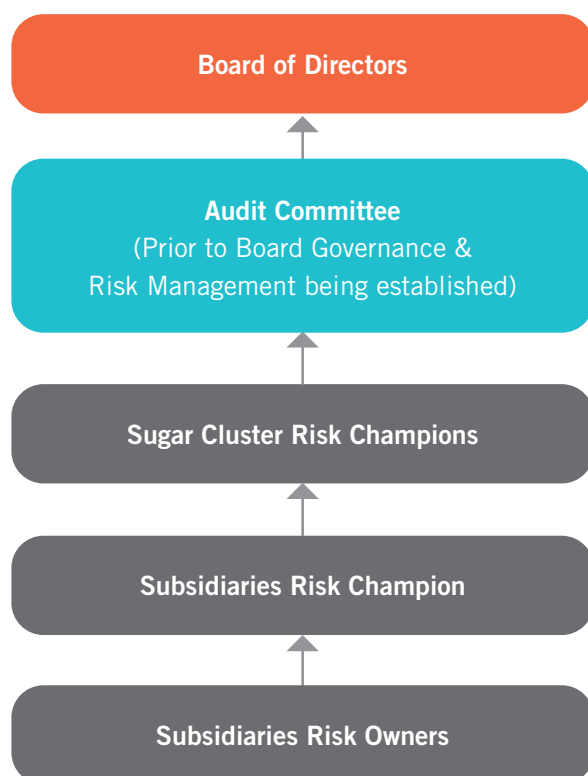 Board of Directors
Audit Committee
(Prior to Board Governance &
Risk Management being established)
Sugar Cluster Risk Champions
Subsidiaries Risk Champion
Subsidiaries Risk Owners